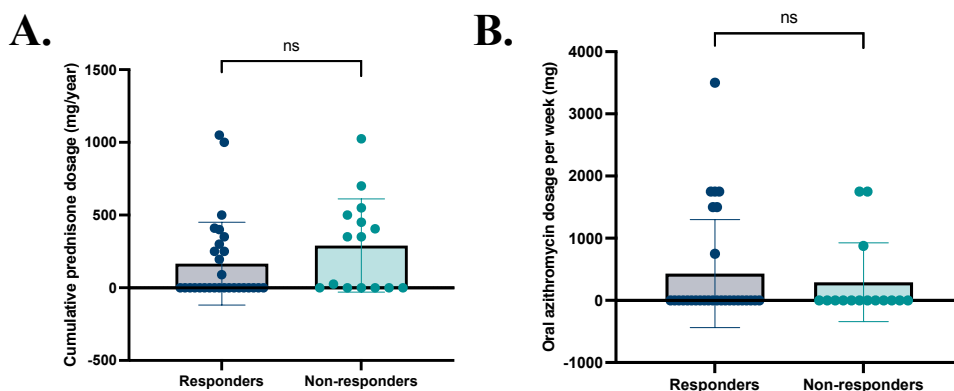 A.
ns
Cumulative prednisone dosage (mg/year)
1500
1000
500
0
-500
Responders
Non-responders
B.
ns
Oral azithromycin dosage per week (mg)
4000
3000
2000
1000
0
-1000
Responders
Non-responders